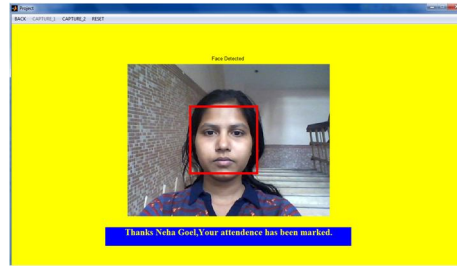 Project
BACK CAPTURE_1 CAPTURE_2 RESET
Face Detected
Thanks Neha Goel,Your attendence has been marked.